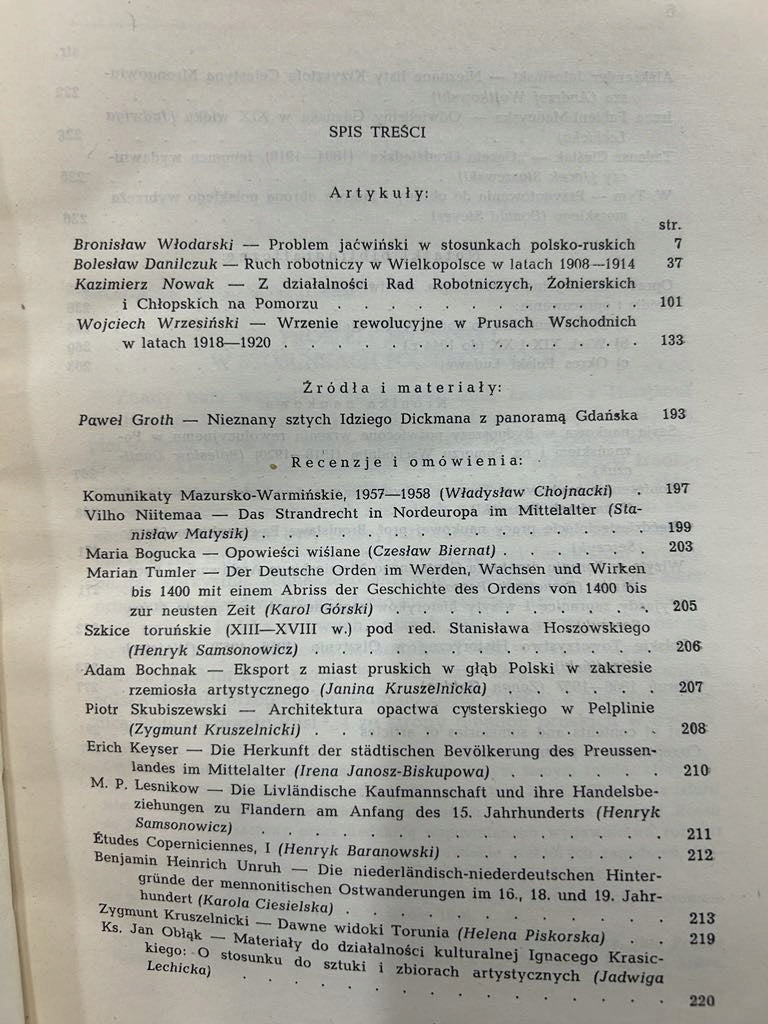 SPIS TREŚCI
Artykuły:
str.
Bronisław Włodarski — Problem jaćwiński w stosunkach polsko-ruskich 7
Bolesław Danilczuk — Ruch robotniczy w Wielkopolsce w latach 1908—1914 37
Kazimierz Nowak — Z działalności Rad Robotniczych, Żołnierskich
i Chłopskich na Pomorzu . . . . . . . . . . . . 101
Wojciech Wrzesiński — Wrzenie rewolucyjne w Prusach Wschodnich
w latach 1918—1920 . . . . . . . . . . . . . 133
Źródła i materiały:
Paweł Groth — Nieznany sztych Idziego Dickmana z panoramą Gdańska 193
Recenzje i omówienia:
Komunikaty Mazursko-Warmińskie, 1957—1958 (Władysław Chojnacki) . 197
Vilho Niitemaa — Das Strandrecht in Nordeuropa im Mittelalter (Sta-
nisław Matysik) . . . . . . . . . . . . . . . 199
Maria Bogucka — Opowieści wiślane (Czesław Biernat) . . . . . . 203
Marian Tumler — Der Deutsche Orden im Werden, Wachsen und Wirken
bis 1400 mit einem Abriss der Geschichte des Ordens von 1400 bis
zur neusten Zeit (Karol Górski) . . . . . . . . . . 205
Szkice toruńskie (XIII—XVIII w.) pod red. Stanisława Hoszowskiego
(Henryk Samsonowicz) . . . . . . . . . . . . . 206
Adam Bochnak — Eksport z miast pruskich w głąb Polski w zakresie
rzemiosła artystycznego (Janina Kruszelnicka) . . . . . . 207
Piotr Skubiszewski — Architektura opactwa cysterskiego w Pelplinie
(Zygmunt Kruszelnicki) . . . . . . . . . . . . . 208
Erich Keyser — Die Herkunft der städtischen Bevölkerung des Preussen-
landes im Mittelalter (Irena Janosz-Biskupowa) . . . . . . 210
M. P. Lesnikow — Die Livländische Kaufmannschaft und ihre Handelsbe-
ziehungen zu Flandern am Anfang des 15. Jahrhunderts (Henryk
Samsonowicz) . . . . . . . . . . . . . . . 211
Études Coperniciennes, I (Henryk Baranowski) . . . . . . . . 212
Benjamin Heinrich Unruh — Die niederländisch-niederdeutschen Hinter-
gründe der mennonitischen Ostwanderungen im 16., 18. und 19. Jahr-
hundert (Karola Ciesielska) . . . . . . . . . . . . 213
Zygmunt Kruszelnicki — Dawne widoki Torunia (Helena Piskorska) . . 219
Ks. Jan Obłąk — Materiały do działalności kulturalnej Ignacego Krasic-
kiego: O stosunku do sztuki i zbiorach artystycznych (Jadwiga
Lechicka) . . . . . . . . . . . . . . . . 220